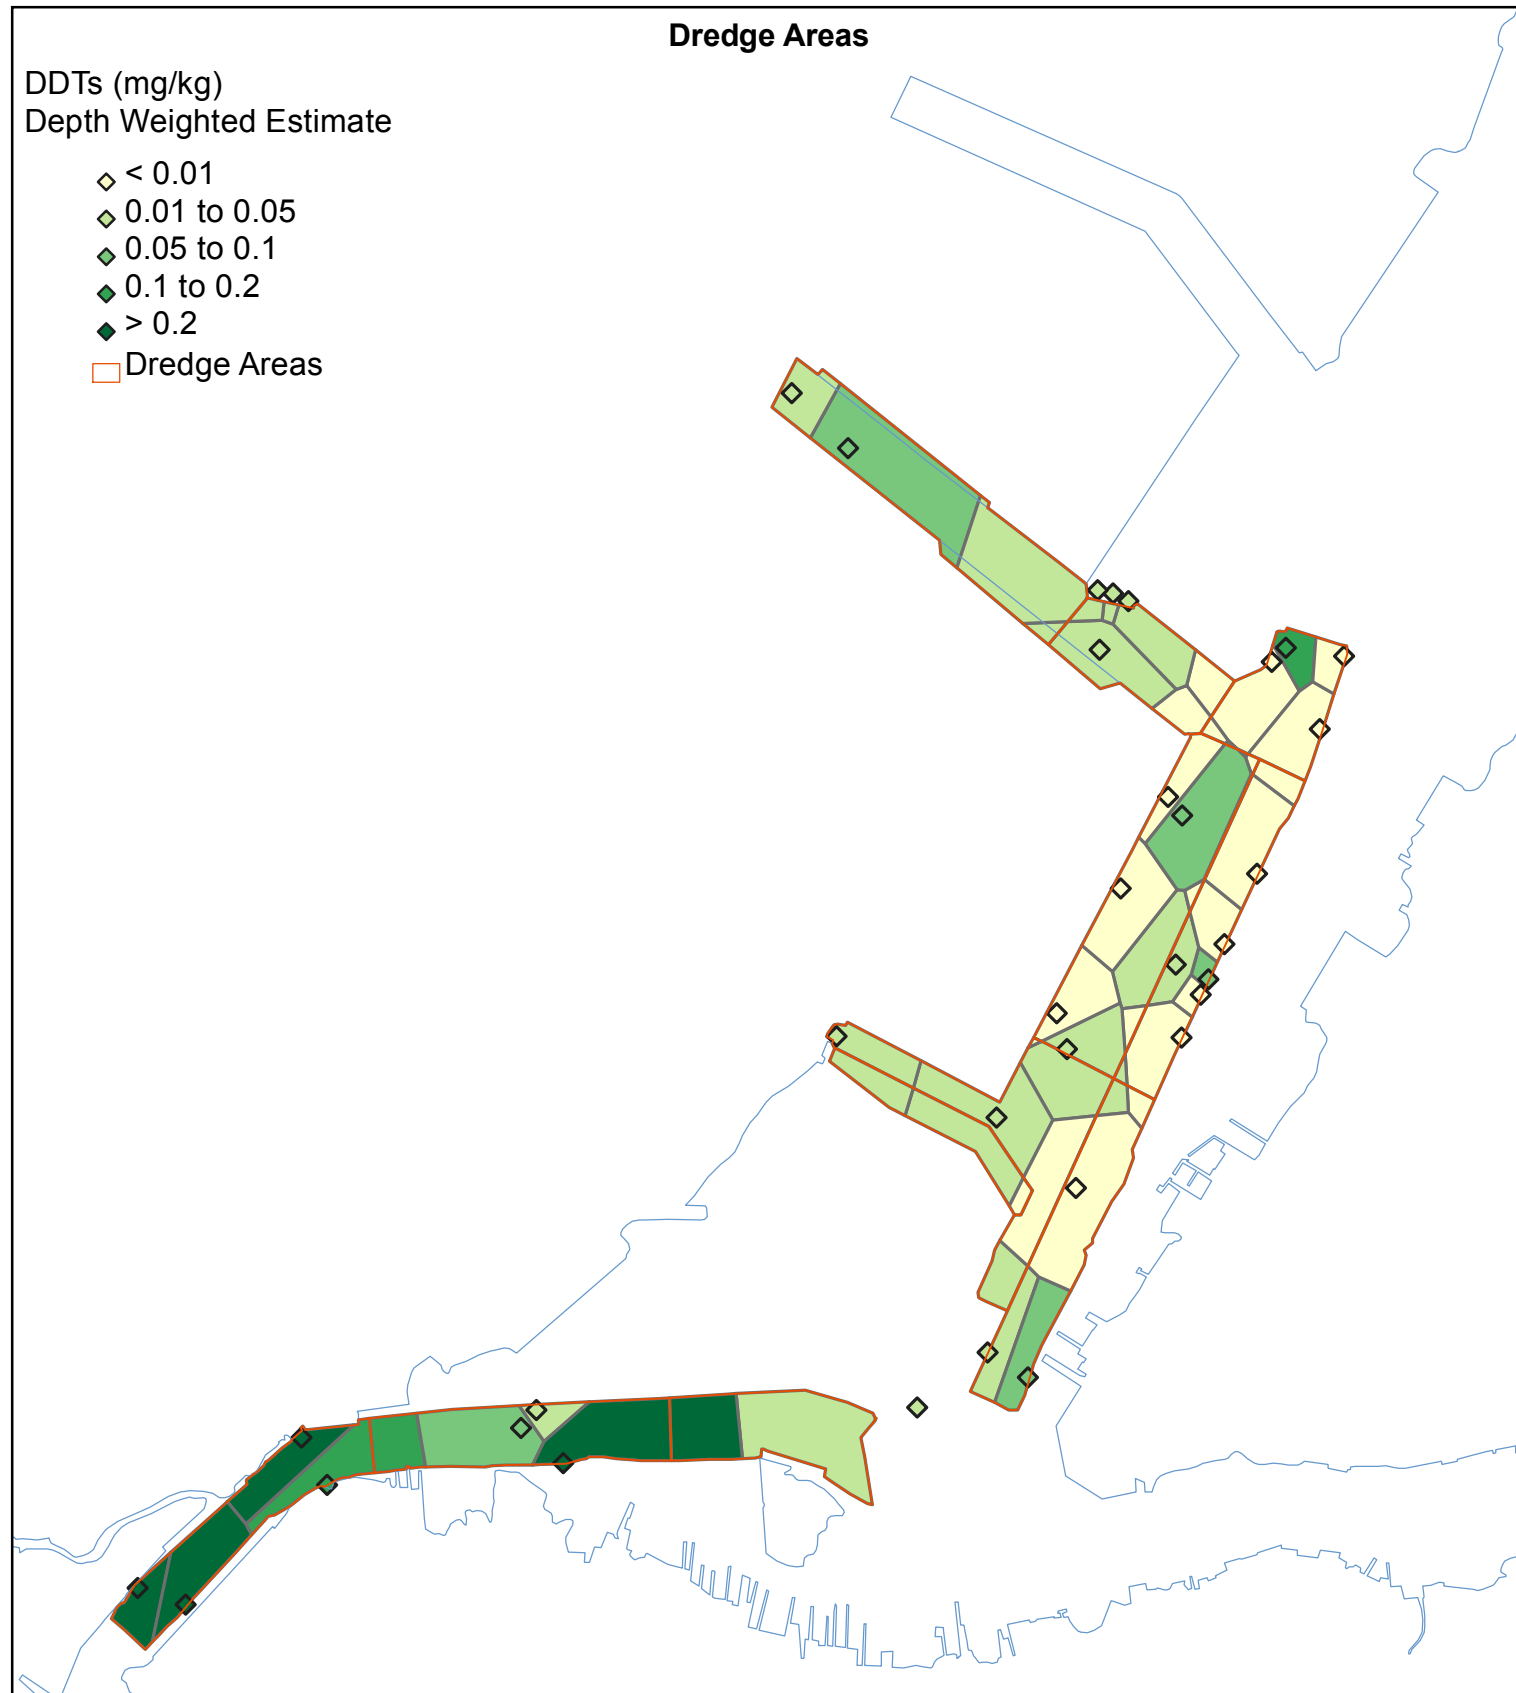 Dredge Areas
DDTs (mg/kg)
Depth Weighted Estimate
< 0.01
0.01 to 0.05
0.05 to 0.1
0.1 to 0.2
> 0.2
Dredge Areas